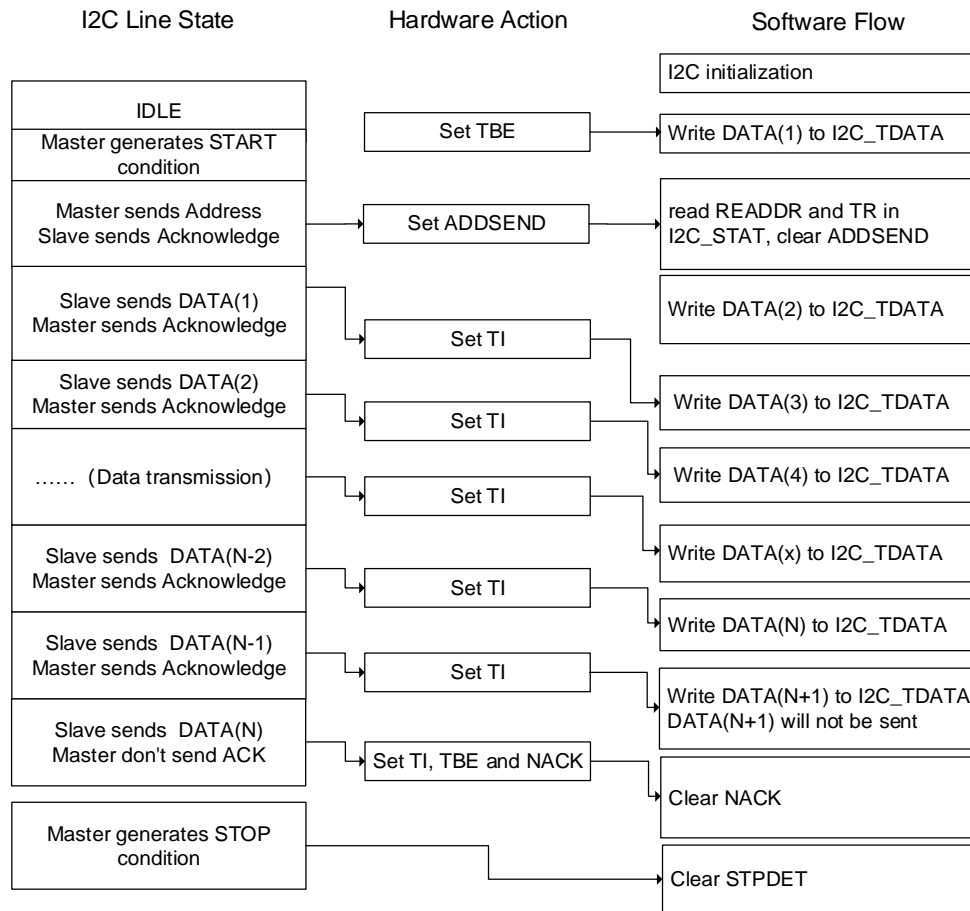 I2C Line State
Hardware Action
Software Flow
I2C initialization
IDLE
Set TBE
Write DATA(1) to I2C_TDATA
Master generates START
condition
Master sends Address
Slave sends Acknowledge
Set ADDSEND
read READDR and TR in
I2C_STAT, clear ADDSEND
Slave sends DATA(1)
Master sends Acknowledge
Write DATA(2) to I2C_TDATA
Set TI
Slave sends DATA(2)
Master sends Acknowledge
Write DATA(3) to I2C_TDATA
Set TI
…… (Data transmission)
Write DATA(4) to I2C_TDATA
Set TI
Write DATA(x) to I2C_TDATA
Slave sends DATA(N-2)
Master sends Acknowledge
Set TI
Write DATA(N) to I2C_TDATA
Slave sends DATA(N-1)
Master sends Acknowledge
Set TI
Write DATA(N+1) to I2C_TDATA
DATA(N+1) will not be sent
Slave sends DATA(N)
Master don't send ACK
Set TI, TBE and NACK
Clear NACK
Master generates STOP
condition
Clear STPDET